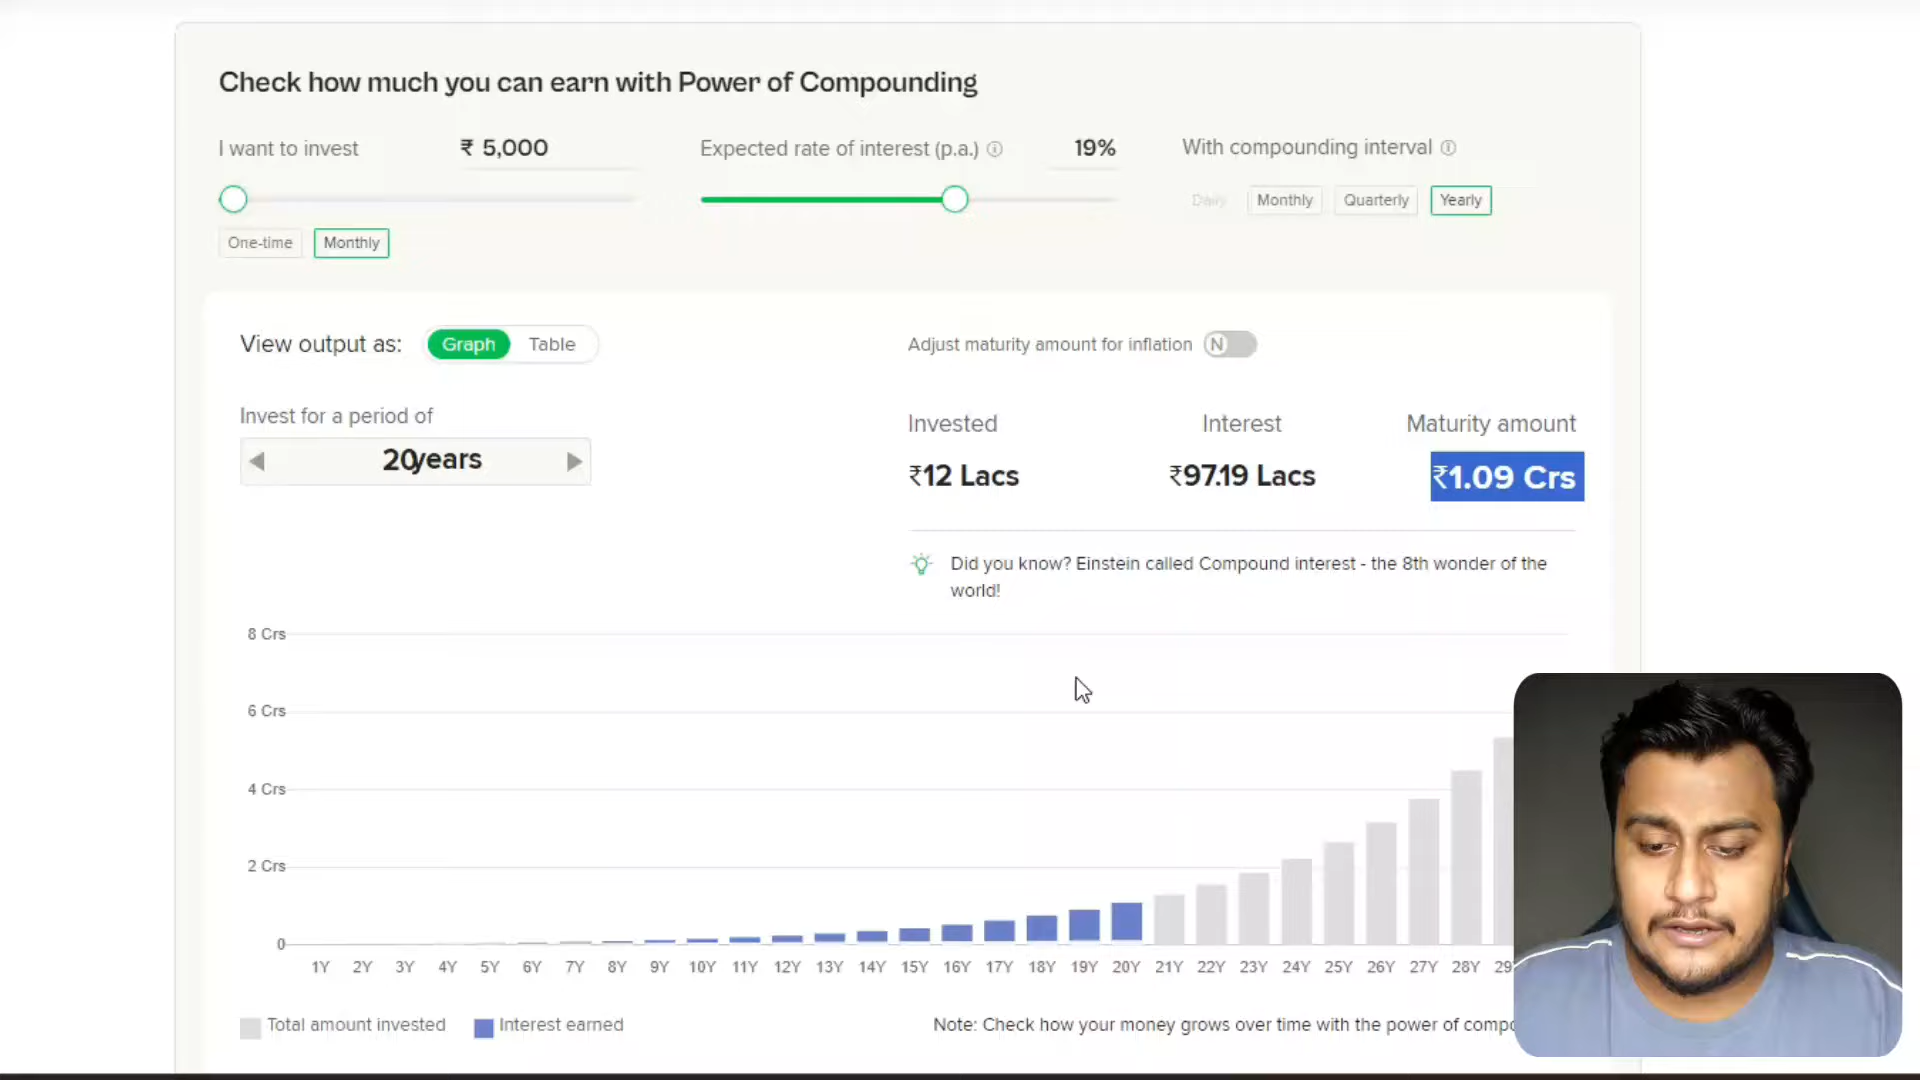 Check how much you can earn with Power of Compounding
I want to invest ₹ 5,000
Expected rate of interest (p.a.) 19%
With compounding interval
Daily Monthly Quarterly Yearly
One-time Monthly
View output as: Graph Table
Adjust maturity amount for inflation N
Invest for a period of
20years
Invested Interest Maturity amount
₹12 Lacs ₹97.19 Lacs ₹1.09 Crs
Did you know? Einstein called Compound interest - the 8th wonder of the
world!
8 Crs
6 Crs
4 Crs
2 Crs
0
1Y 2Y 3Y 4Y 5Y 6Y 7Y 8Y 9Y 10Y 11Y 12Y 13Y 14Y 15Y 16Y 17Y 18Y 19Y 20Y 21Y 22Y 23Y 24Y 25Y 26Y 27Y 28Y 29
Total amount invested Interest earned
Note: Check how your money grows over time with the power of comp